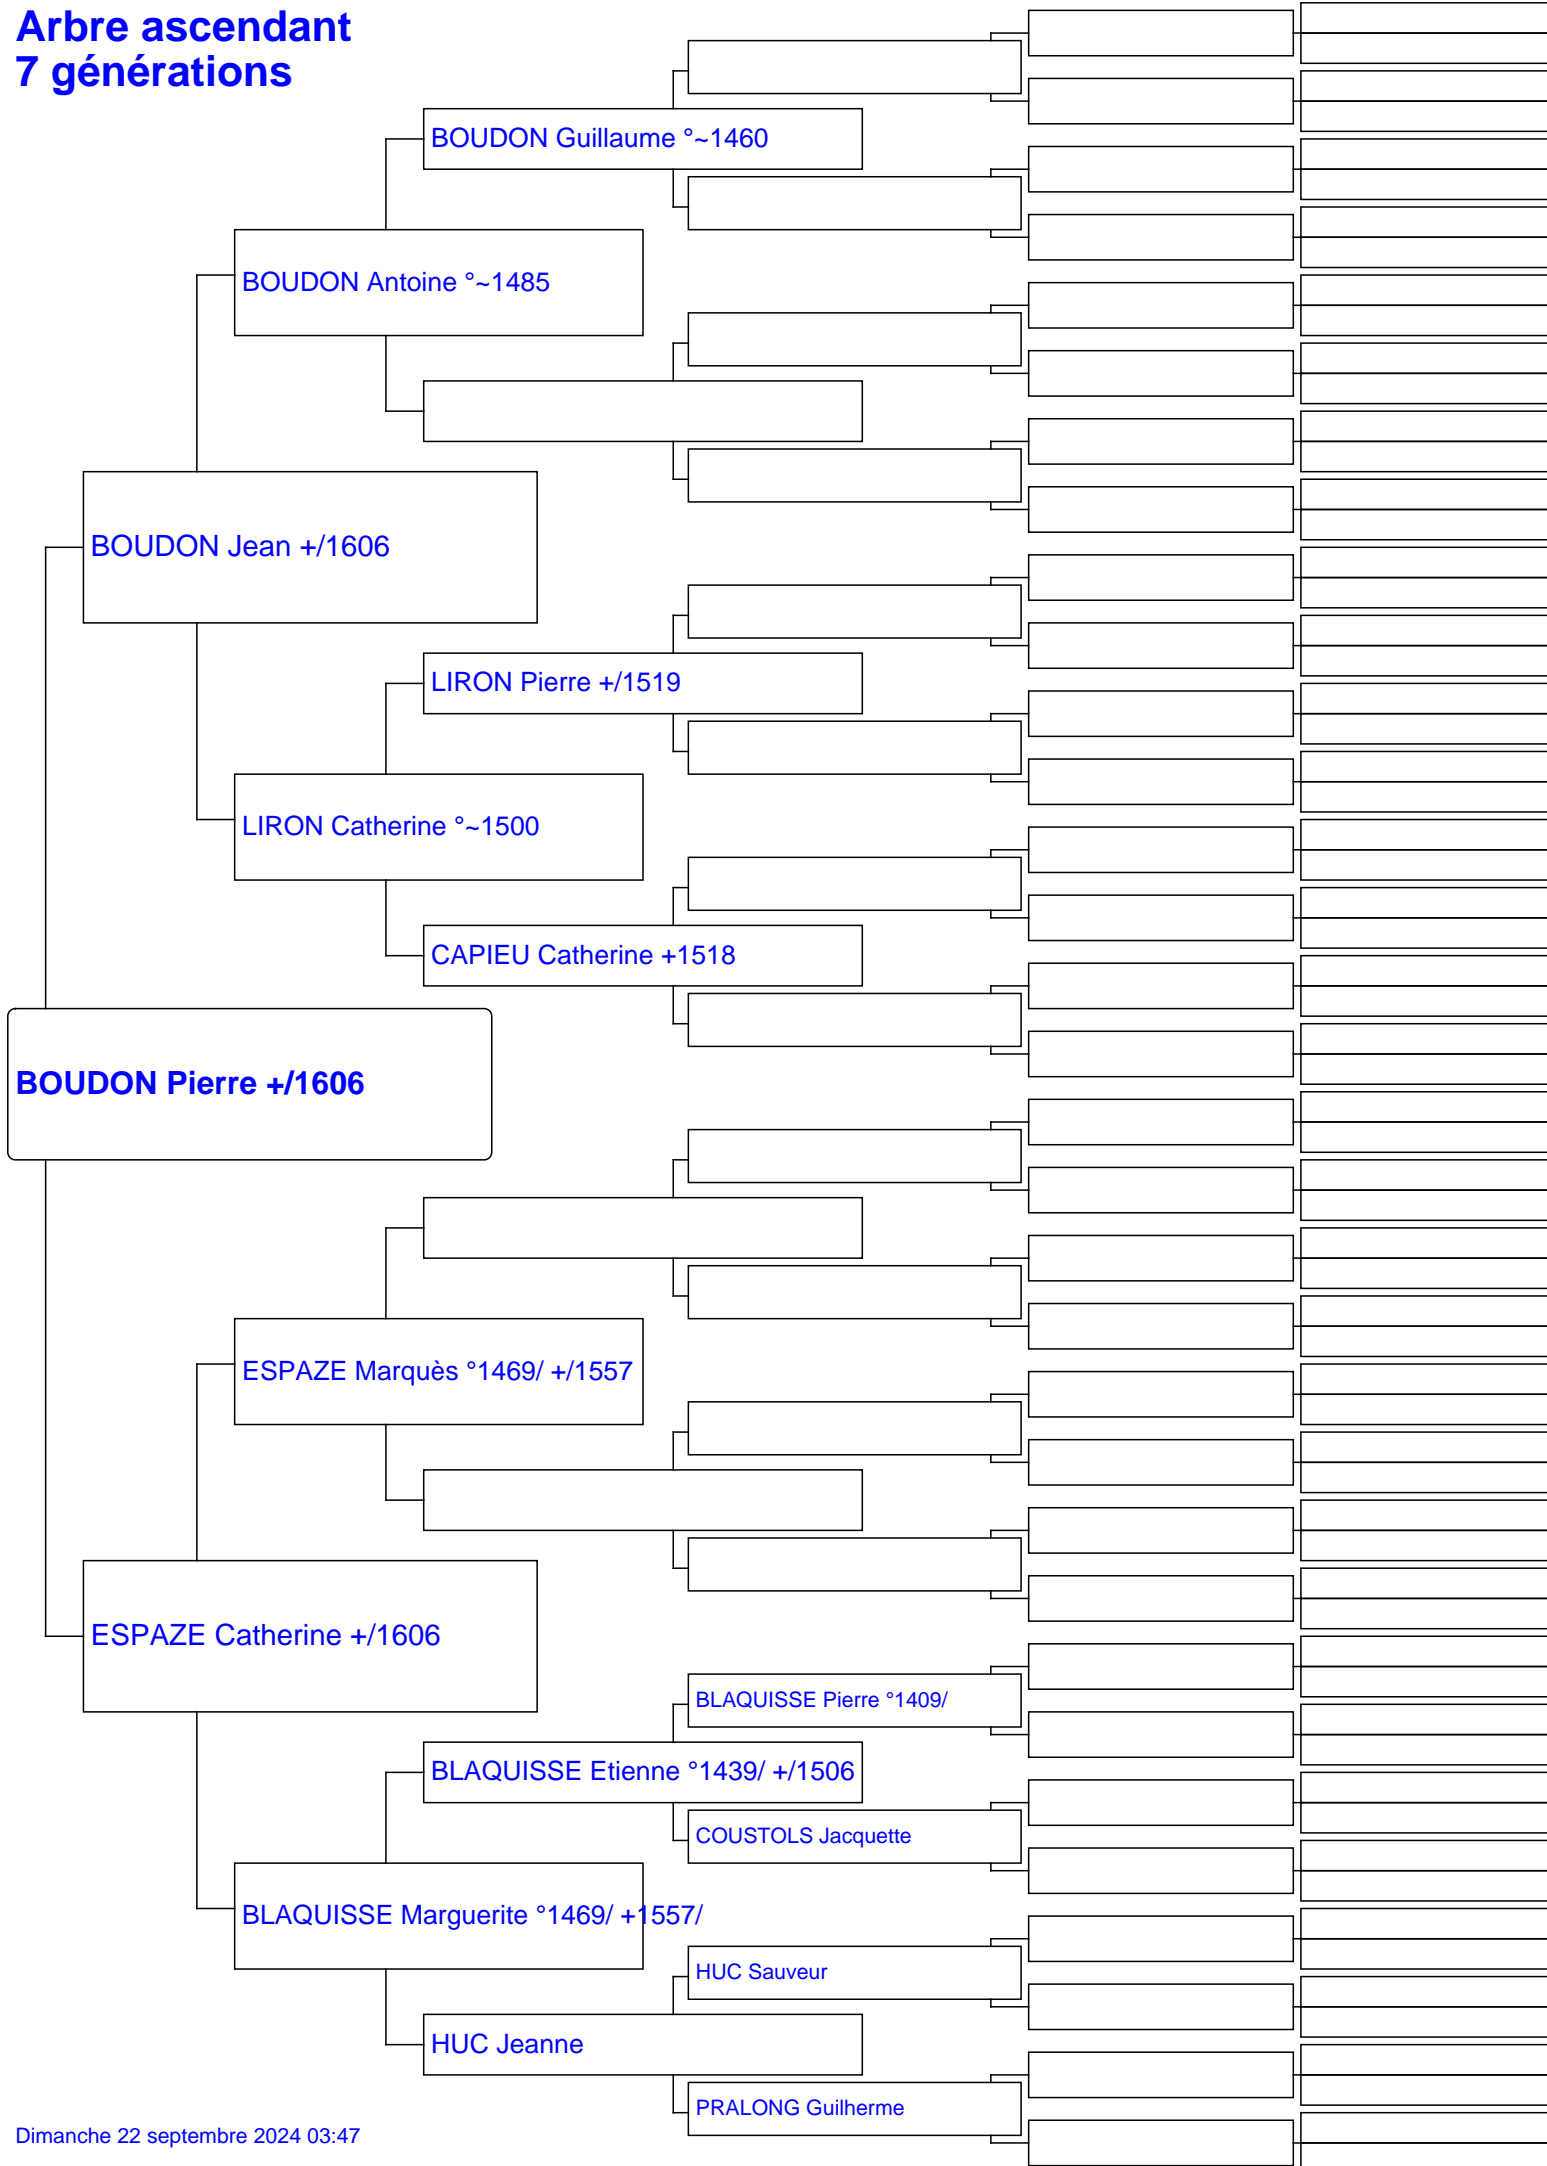 Arbre ascendant
7 générations
BOUDON Guillaume °~1460
BOUDON Antoine °~1485
BOUDON Jean +/1606
LIRON Pierre +/1519
LIRON Catherine °~1500
CAPIEU Catherine +1518
BOUDON Pierre +/1606
ESPAZE Marquès °1469/ +/1557
ESPAZE Catherine +/1606
BLAQUISSE Pierre °1409/
BLAQUISSE Etienne °1439/ +/1506
COUSTOLS Jacquette
BLAQUISSE Marguerite °1469/ +1557/
HUC Sauveur
HUC Jeanne
PRALONG Guilherme
Dimanche 22 septembre 2024 03:47